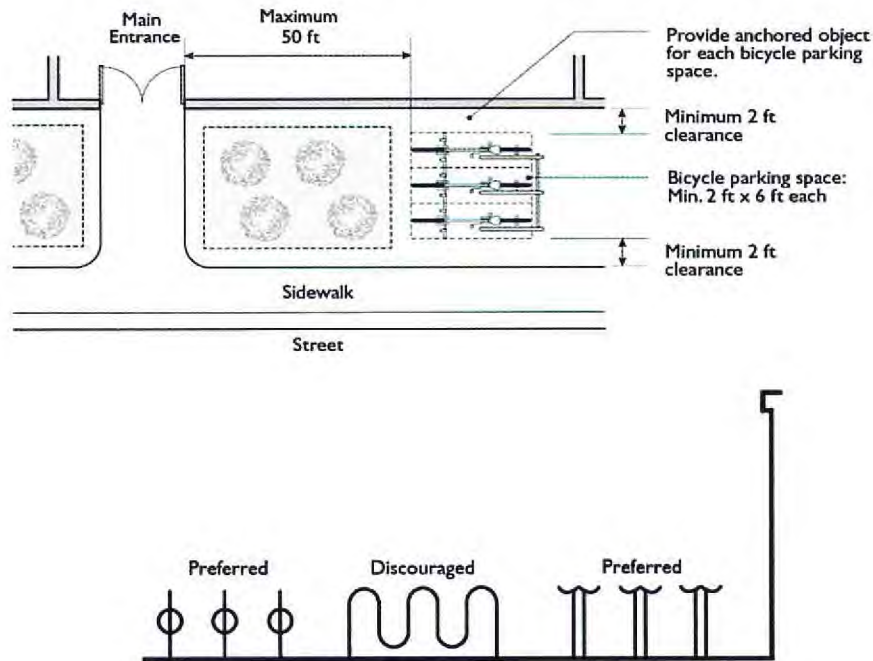 Main
Entrance
Maximum
50 ft
Provide anchored object
for each bicycle parking
space.
Minimum 2 ft
clearance
Bicycle parking space:
Min. 2 ft x 6 ft each
Minimum 2 ft
clearance
Sidewalk
Street
Preferred
Discouraged
Preferred